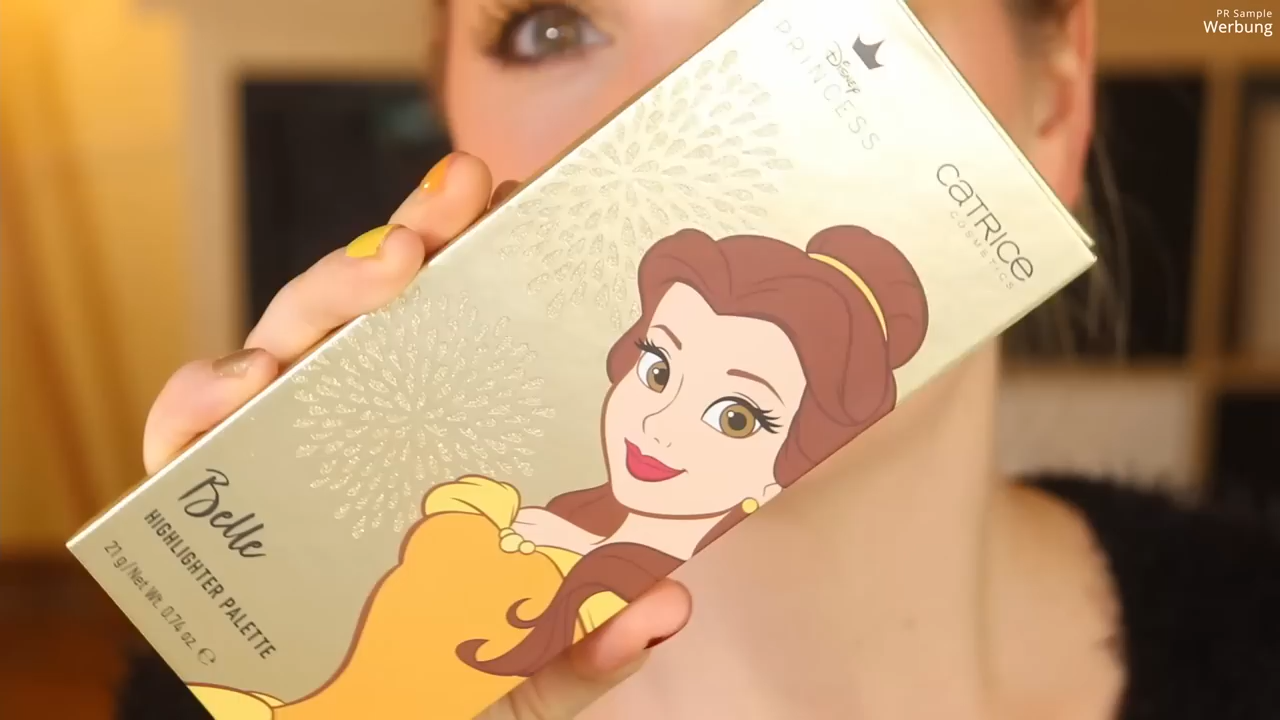 PR Sample
Werbung
Disney
PRINCESS
CATRICE
COSMETICS
Belle
HIGHLIGHTER PALETTE
21 g/Net Wt. 0.74 oz. ℮